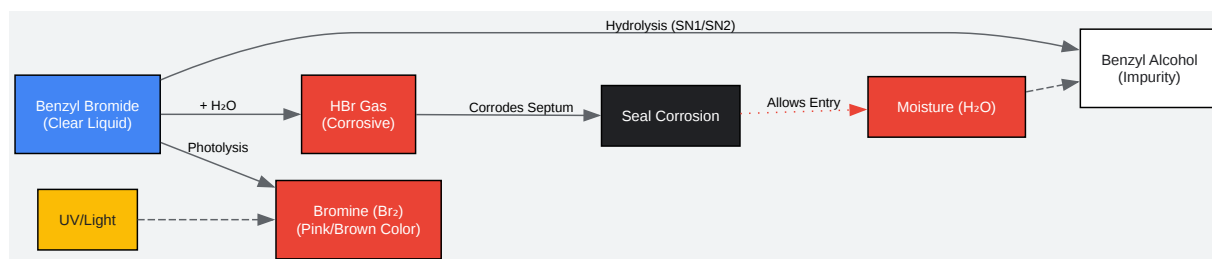 Hydrolysis (SN1/SN2)
Benzyl Alcohol
(Impurity)
Benzyl Bromide
(Clear Liquid)
+ H₂O
HBr Gas
(Corrosive)
Corrodes Septum
Seal Corrosion
Allows Entry
Moisture (H₂O)
Photolysis
UV/Light
Bromine (Br₂)
(Pink/Brown Color)